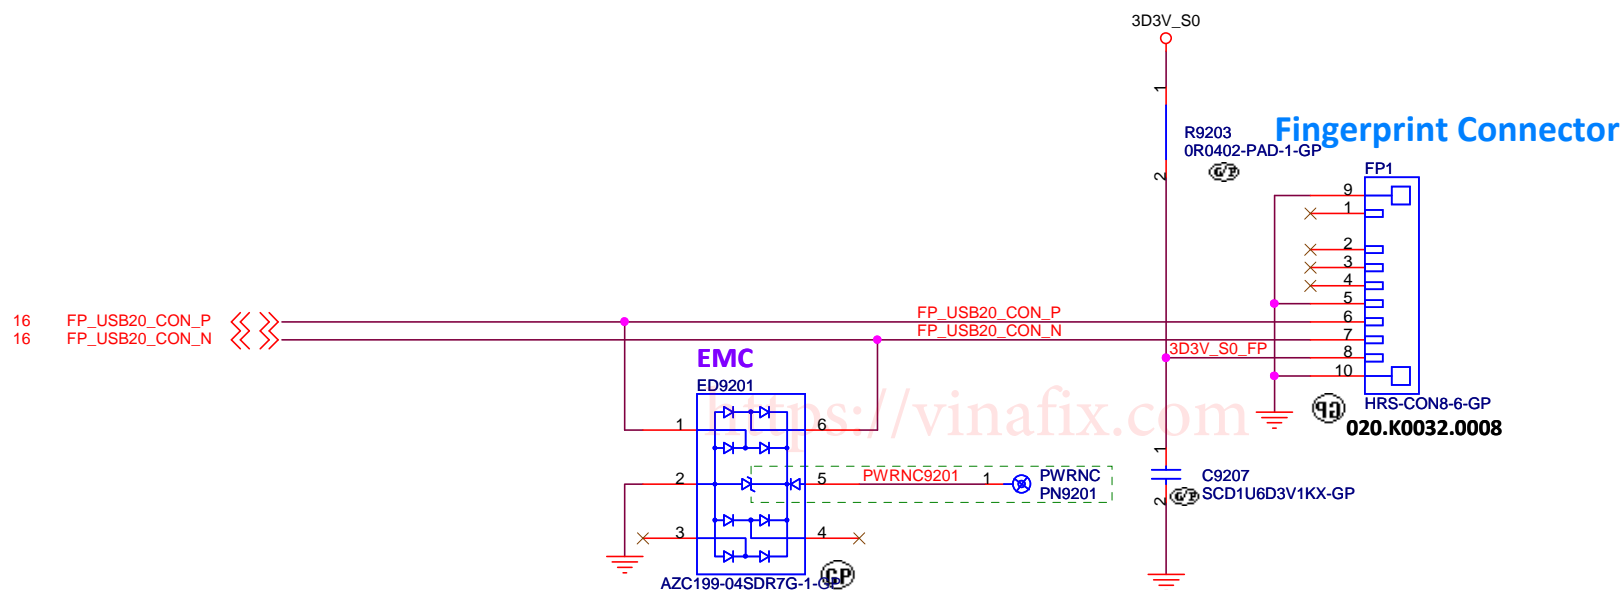 3D3V_S0
1
R9203
0R0402-PAD-1-GP
G/P
2
Fingerprint Connector
FP1
9
1
2
3
4
5
6
7
8
10
HRS-CON8-6-GP
GP
020.K0032.0008
16 FP_USB20_CON_P
16 FP_USB20_CON_N
FP_USB20_CON_P
FP_USB20_CON_N
3D3V_S0_FP
EMC
ED9201
1
6
2
5
3
4
PWRNC9201
1
PWRNC
PN9201
AZC199-04SDR7G-1-GP
GP
1
C9207
SCD1U6D3V1KX-GP
G/P
2
https://vinafix.com